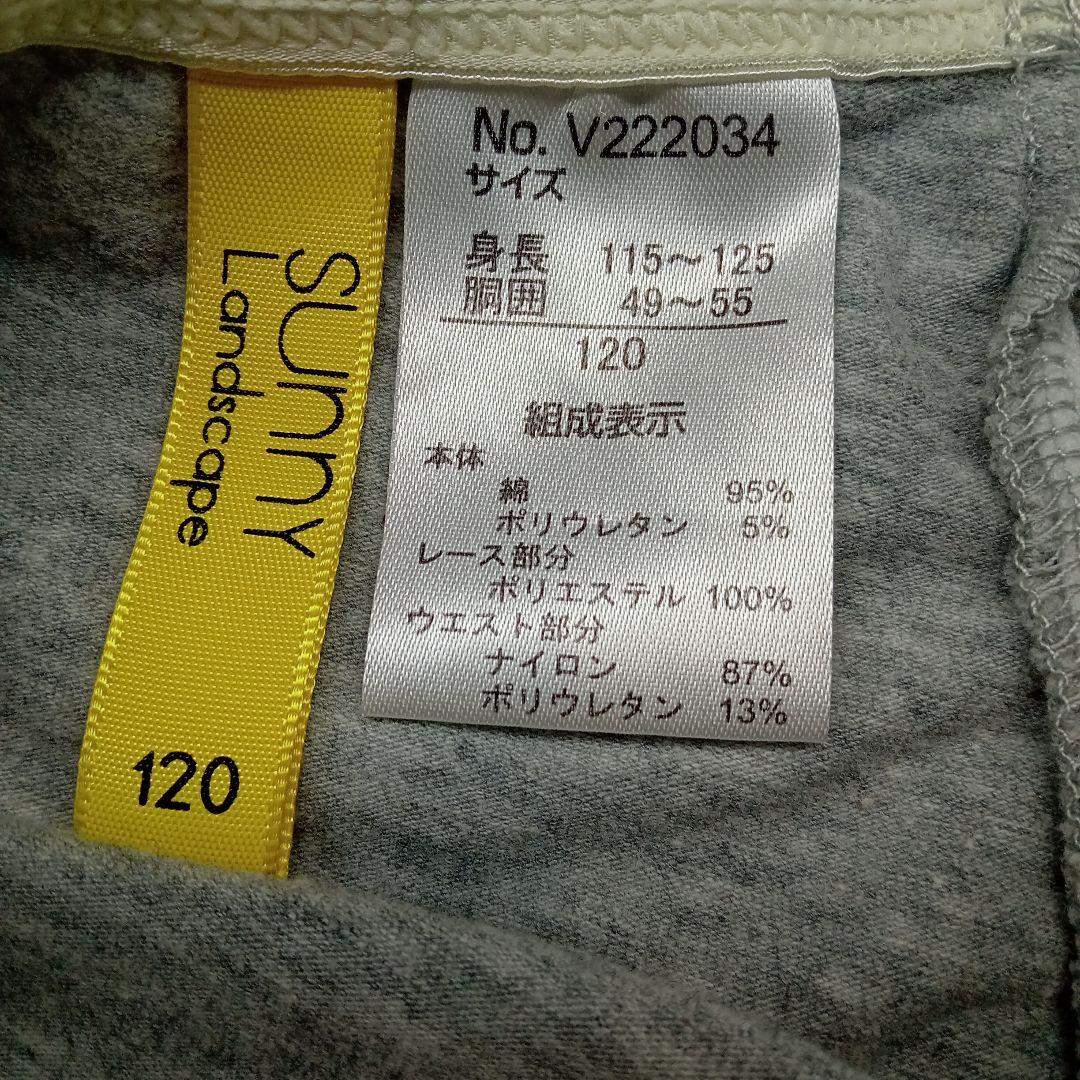 SUNNY
Landscape
120
No. V222034
サイズ
身長 115～125
胴囲 49～55
120
組成表示
本体
綿 95%
ポリウレタン 5%
レース部分
ポリエステル 100%
ウエスト部分
ナイロン 87%
ポリウレタン 13%